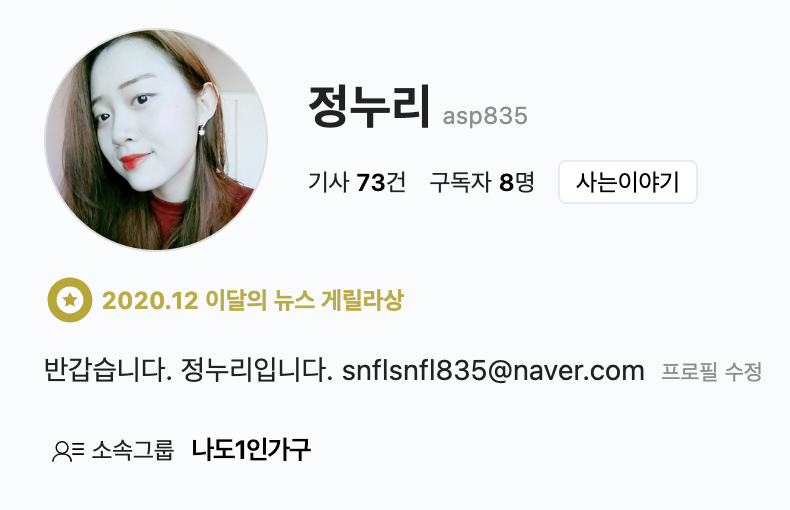 정누리 asp835
기사 73건 구독자 8명 사는이야기
2020.12 이달의 뉴스 게릴라상
반갑습니다. 정누리입니다. snflsnfl835@naver.com 프로필 수정
소속그룹 나도1인가구